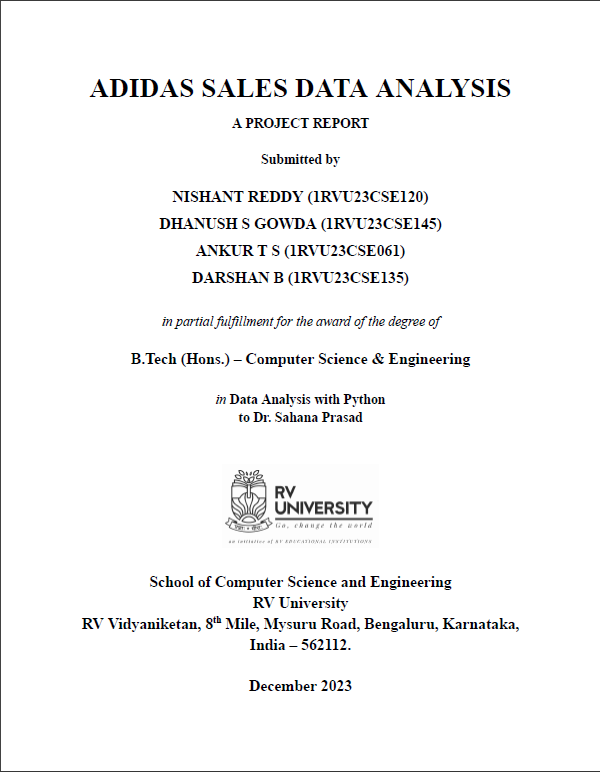 ADIDAS SALES DATA ANALYSIS
A PROJECT REPORT
Submitted by
NISHANT REDDY (1RVU23CSE120)
DHANUSH S GOWDA (1RVU23CSE145)
ANKUR T S (1RVU23CSE061)
DARSHAN B (1RVU23CSE135)
in partial fulfillment for the award of the degree of
B.Tech (Hons.) – Computer Science & Engineering
in Data Analysis with Python
to Dr. Sahana Prasad
RV
UNIVERSITY
Go, change the world
an initiative of RV EDUCATIONAL INSTITUTIONS
School of Computer Science and Engineering
RV University
RV Vidyaniketan, 8th Mile, Mysuru Road, Bengaluru, Karnataka,
India – 562112.
December 2023